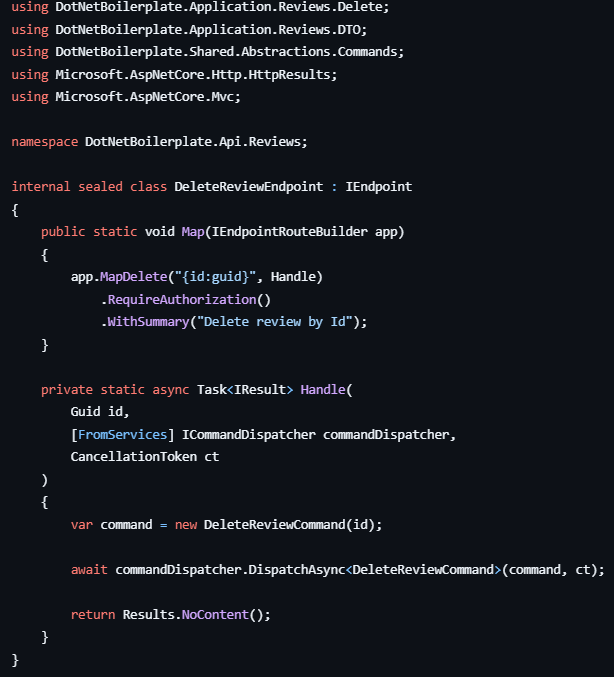 using DotNetBoilerplate.Application.Reviews.Delete;
using DotNetBoilerplate.Application.Reviews.DTO;
using DotNetBoilerplate.Shared.Abstractions.Commands;
using Microsoft.AspNetCore.Http.HttpResults;
using Microsoft.AspNetCore.Mvc;

namespace DotNetBoilerplate.Api.Reviews;

internal sealed class DeleteReviewEndpoint : IEndpoint
{
    public static void Map(IEndpointRouteBuilder app)
    {
        app.MapDelete("{id:guid}", Handle)
            .RequireAuthorization()
            .WithSummary("Delete review by Id");
    }

    private static async Task<IResult> Handle(
        Guid id,
        [FromServices] ICommandDispatcher commandDispatcher,
        CancellationToken ct
    )
    {
        var command = new DeleteReviewCommand(id);

        await commandDispatcher.DispatchAsync<DeleteReviewCommand>(command, ct);

        return Results.NoContent();
    }
}